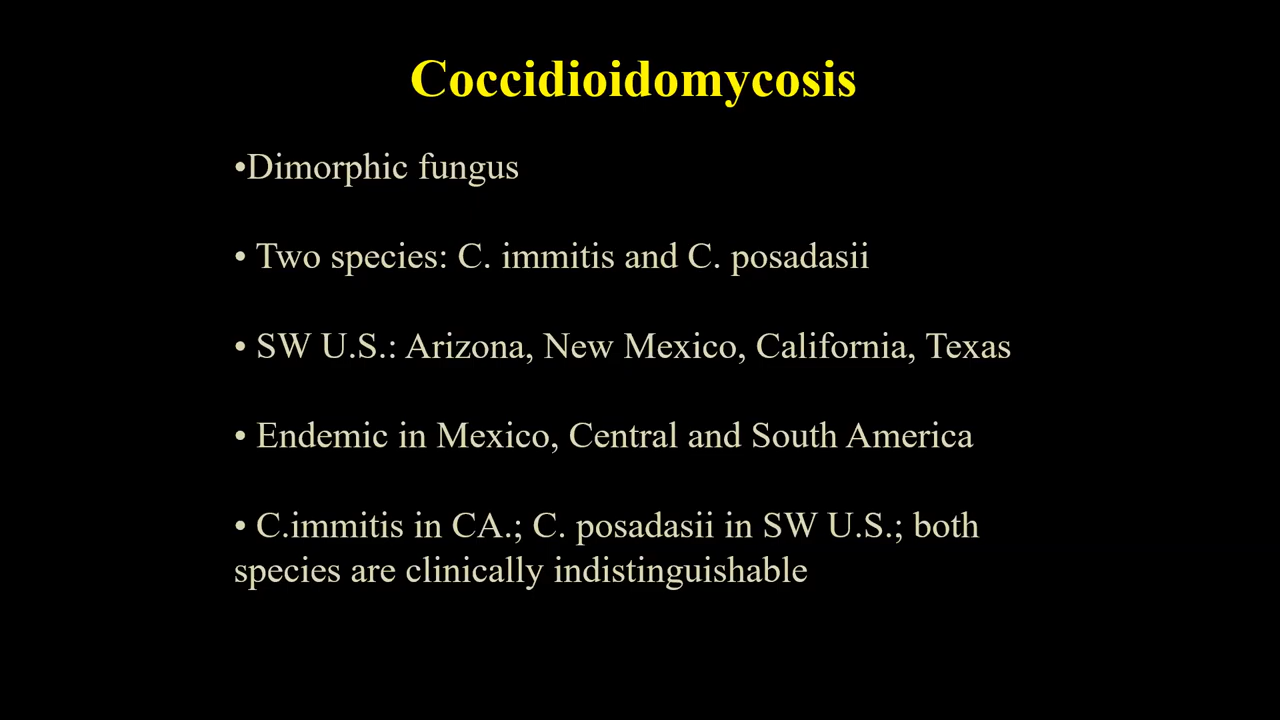 Coccidioidomycosis
•Dimorphic fungus
• Two species: C. immitis and C. posadasii
• SW U.S.: Arizona, New Mexico, California, Texas
• Endemic in Mexico, Central and South America
• C.immitis in CA.; C. posadasii in SW U.S.; both
species are clinically indistinguishable